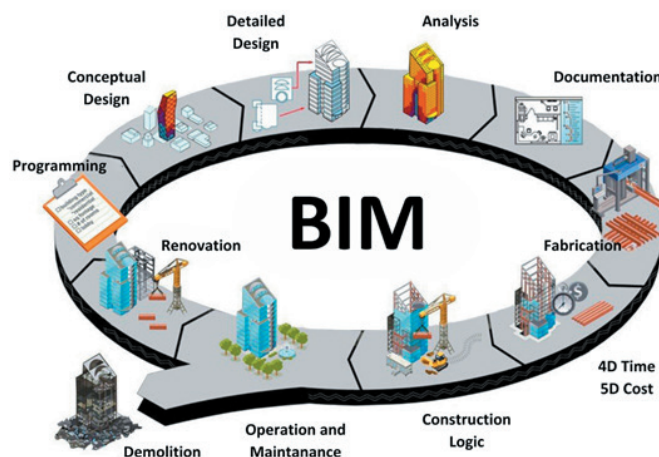 Detailed
Design
Analysis
Conceptual
Design
Documentation
Programming
Renovation
BIM
Fabrication
4D Time
5D Cost
Construction
Logic
Operation and
Maintanance
Demolition
$